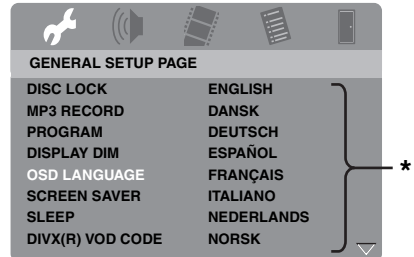 GENERAL SETUP PAGE
DISC LOCK ENGLISH
MP3 RECORD DANSK
PROGRAM DEUTSCH
DISPLAY DIM ESPAÑOL
OSD LANGUAGE FRANÇAIS *
SCREEN SAVER ITALIANO
SLEEP NEDERLANDS
DIVX(R) VOD CODE NORSK